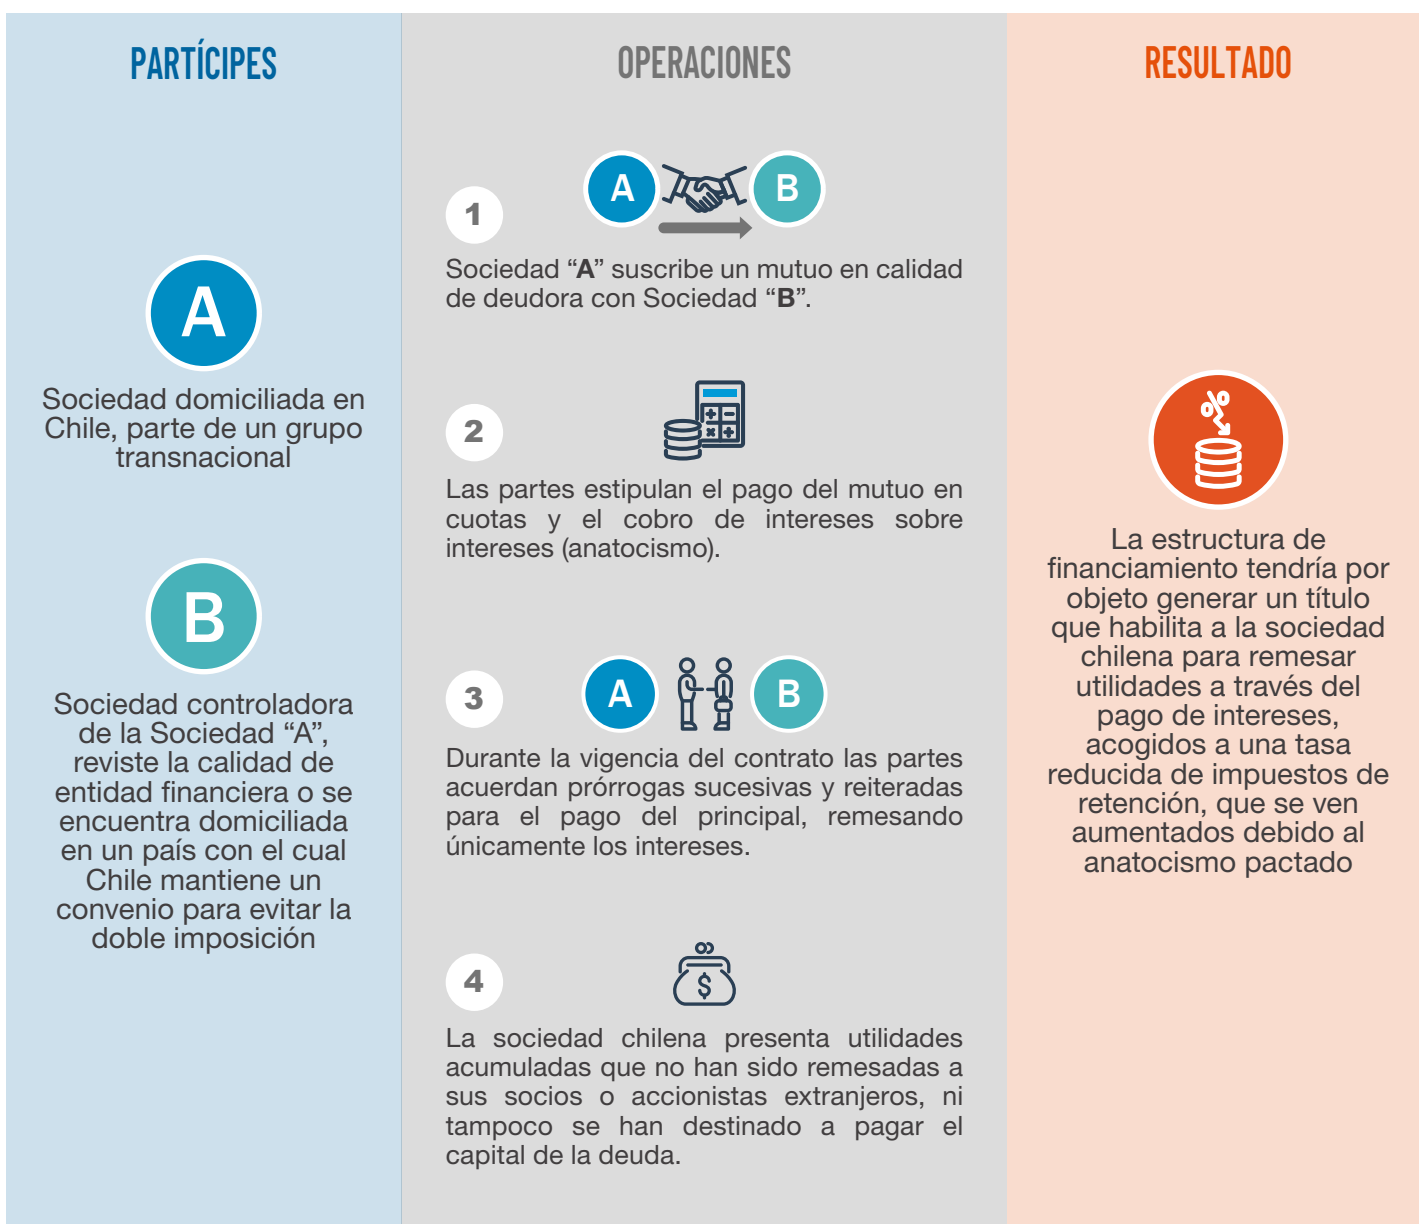 PARTÍCIPES
A
Sociedad domiciliada en
Chile, parte de un grupo
transnacional
B
Sociedad controladora
de la Sociedad “A”,
reviste la calidad de
entidad financiera o se
encuentra domiciliada
en un país con el cual
Chile mantiene un
convenio para evitar la
doble imposición
OPERACIONES
1
A
B
Sociedad “A” suscribe un mutuo en calidad
de deudora con Sociedad “B”.
2
Las partes estipulan el pago del mutuo en
cuotas y el cobro de intereses sobre
intereses (anatocismo).
3
A
B
Durante la vigencia del contrato las partes
acuerdan prórrogas sucesivas y reiteradas
para el pago del principal, remesando
únicamente los intereses.
4
$
La sociedad chilena presenta utilidades
acumuladas que no han sido remesadas a
sus socios o accionistas extranjeros, ni
tampoco se han destinado a pagar el
capital de la deuda.
RESULTADO
%
La estructura de
financiamiento tendría por
objeto generar un título
que habilita a la sociedad
chilena para remesar
utilidades a través del
pago de intereses,
acogidos a una tasa
reducida de impuestos de
retención, que se ven
aumentados debido al
anatocismo pactado